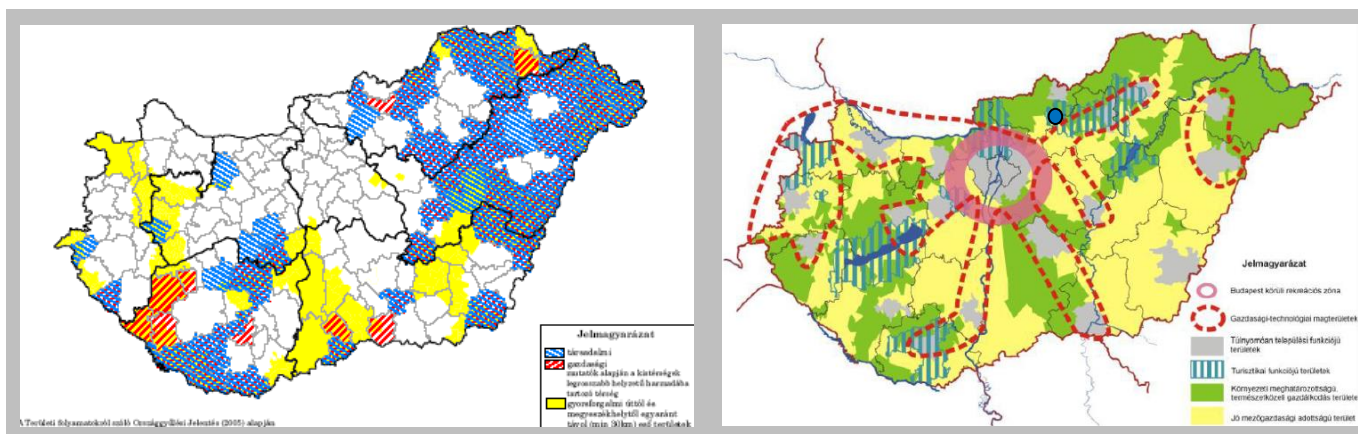 Jelmagyarázat
társadalmi
gazdasági
mutatók alapján a kistérségek
legrosszabb helyzetű harmadába
tartozó térség
gyorsforgalmi úttól és
megyeszékhelytől egyaránt
távol (min 30km) eső területek
A Területi folyamatokról szóló Országgyűlési Jelentés (2005) alapján
Jelmagyarázat
Budapest körüli rekreációs zóna
Gazdasági-technológiai magterületek
Túlnyomóan települési funkciójú
területek
Turisztikai funkciójú területek
Környezeti meghatározottságú,
természetközeli gazdálkodás területe
Jó mezőgazdasági adottságú terület